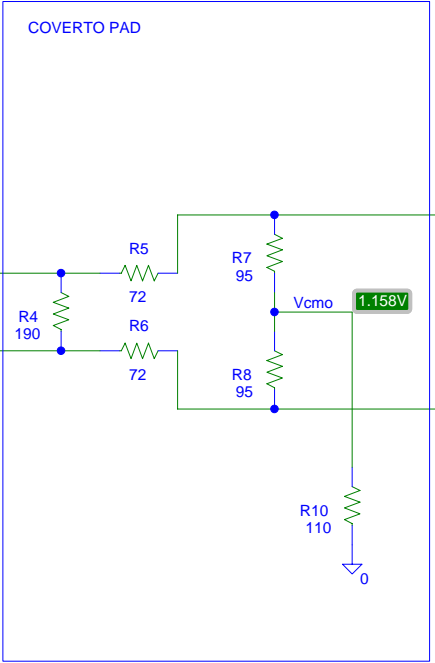 COVERTO PAD
R5
72
R7
95
Vcmo
1.158V
R4
190
R6
72
R8
95
R10
110
0